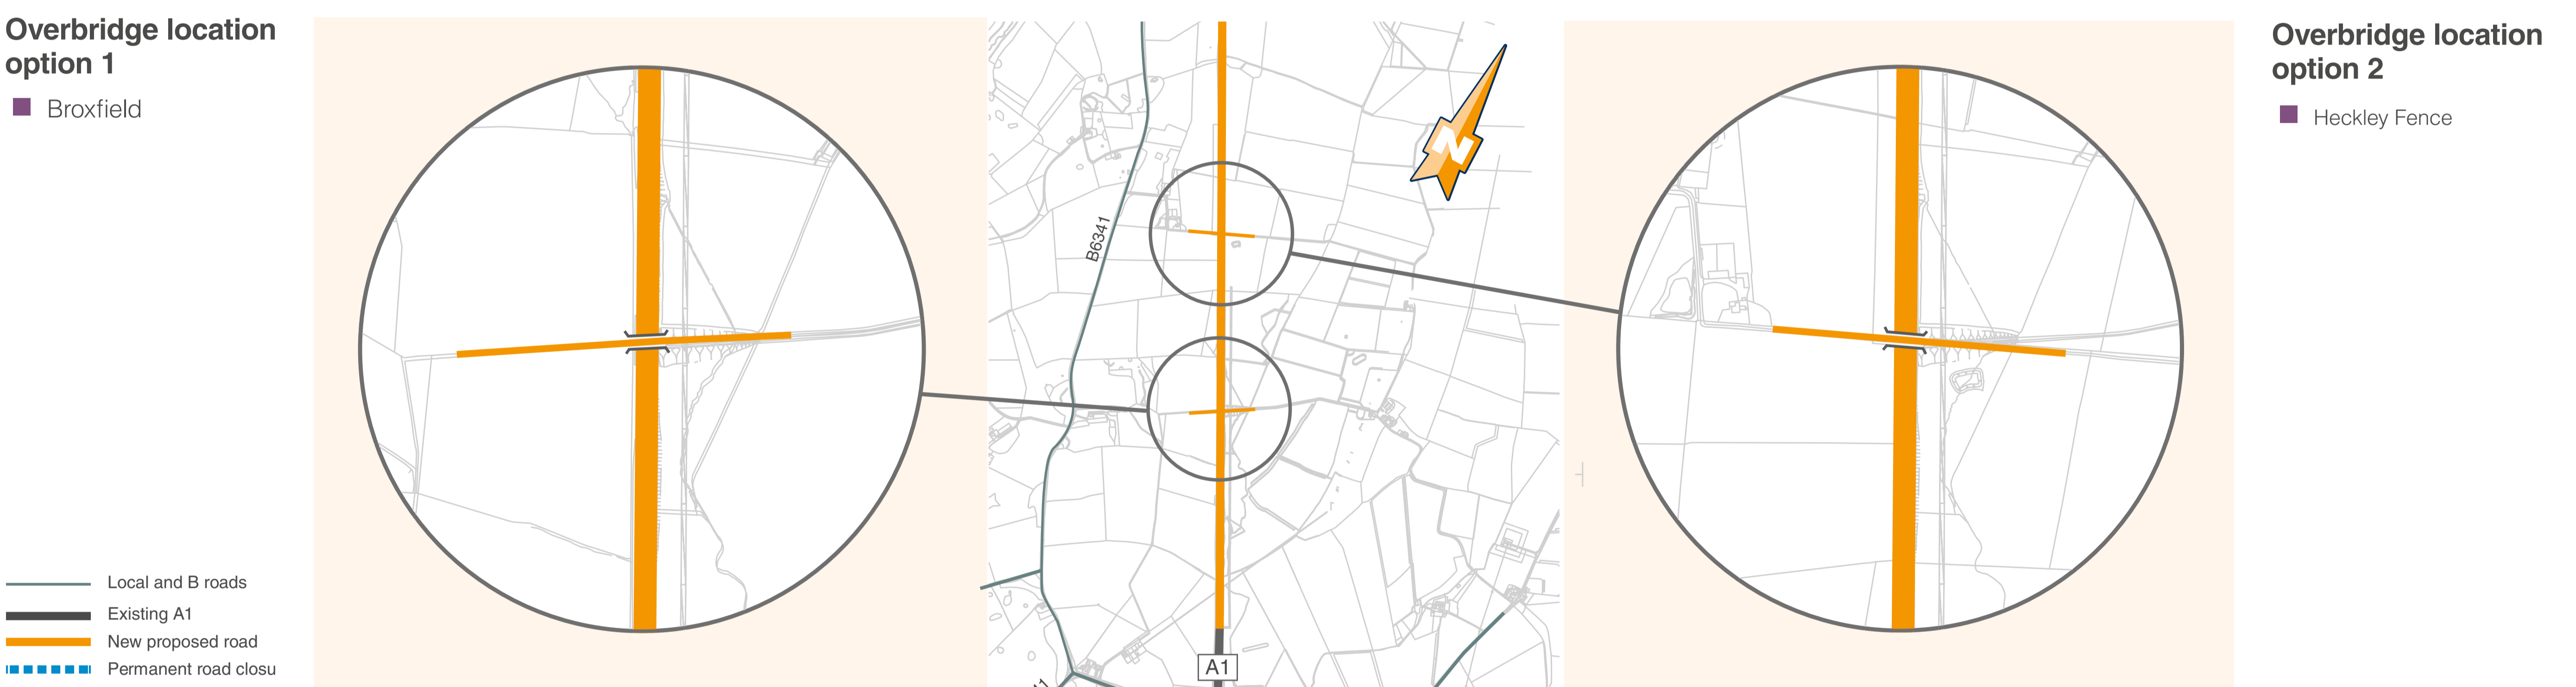 Overbridge location
option 1
Broxfield
Local and B roads
Existing A1
New proposed road
Permanent road closu
B6341
N
A1
Overbridge location
option 2
Heckley Fence